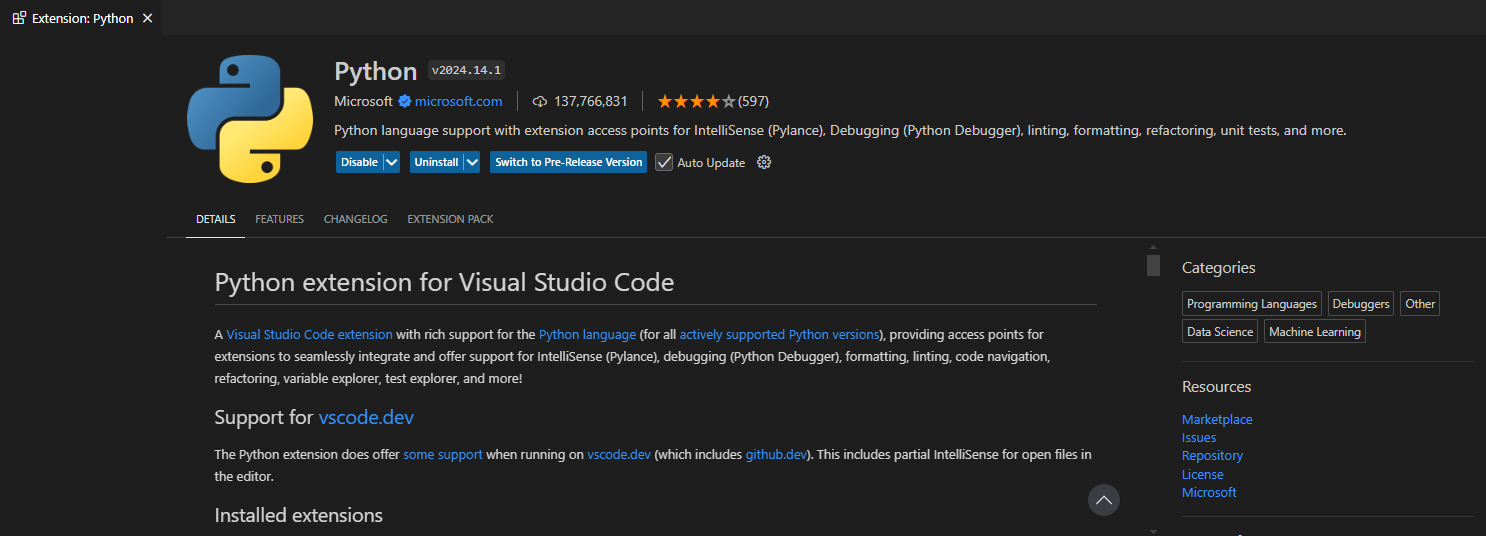 Extension: Python
Python v2024.14.1
Microsoft microsoft.com 137,766,831 (597)
Python language support with extension access points for IntelliSense (Pylance), Debugging (Python Debugger), linting, formatting, refactoring, unit tests, and more.
Disable Uninstall Switch to Pre-Release Version Auto Update
DETAILS FEATURES CHANGELOG EXTENSION PACK
Python extension for Visual Studio Code
A Visual Studio Code extension with rich support for the Python language (for all actively supported Python versions), providing access points for
extensions to seamlessly integrate and offer support for IntelliSense (Pylance), debugging (Python Debugger), formatting, linting, code navigation,
refactoring, variable explorer, test explorer, and more!
Support for vscode.dev
The Python extension does offer some support when running on vscode.dev (which includes github.dev). This includes partial IntelliSense for open files in
the editor.
Installed extensions
Categories
Programming Languages Debuggers Other
Data Science Machine Learning
Resources
Marketplace
Issues
Repository
License
Microsoft